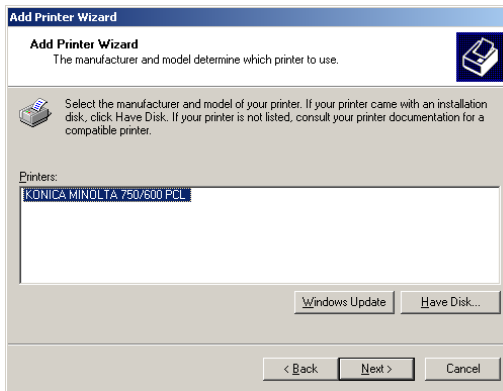 Add Printer Wizard
Add Printer Wizard
The manufacturer and model determine which printer to use.
Select the manufacturer and model of your printer. If your printer came with an installation
disk, click Have Disk. If your printer is not listed, consult your printer documentation for a
compatible printer.
Printers:
KONICA MINOLTA 750/600 PCL
Windows Update
Have Disk...
< Back
Next >
Cancel